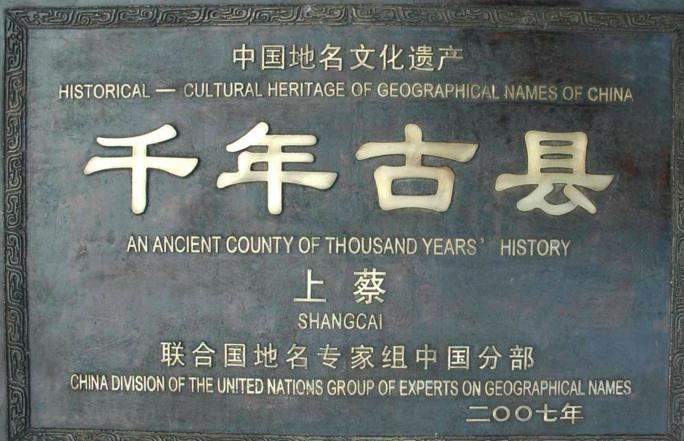 中国地名文化遗产
HISTORICAL — CULTURAL HERITAGE OF GEOGRAPHICAL NAMES OF CHINA
千年古县
AN ANCIENT COUNTY OF THOUSAND YEARS' HISTORY
上蔡
SHANGCAI
联合国地名专家组中国分部
CHINA DIVISION OF THE UNITED NATIONS GROUP OF EXPERTS ON GEOGRAPHICAL NAMES
二〇〇七年